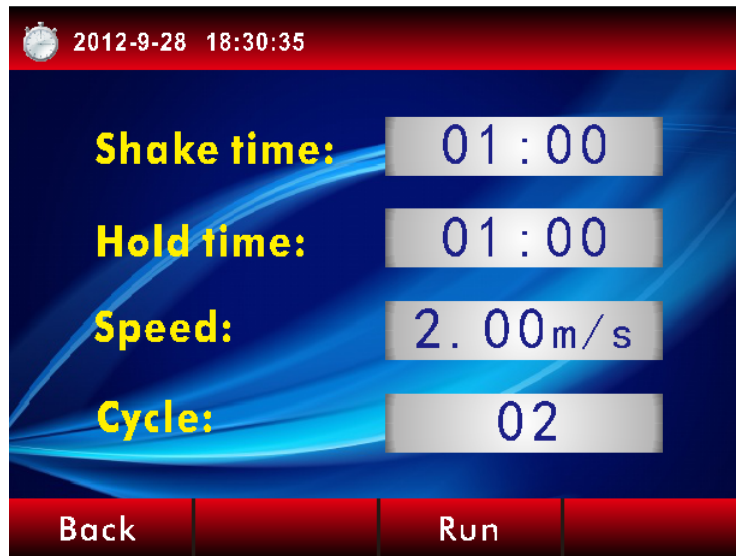 2012-9-28 18:30:35
Shake time: 01:00
Hold time: 01:00
Speed: 2.00m/s
Cycle: 02
Back Run